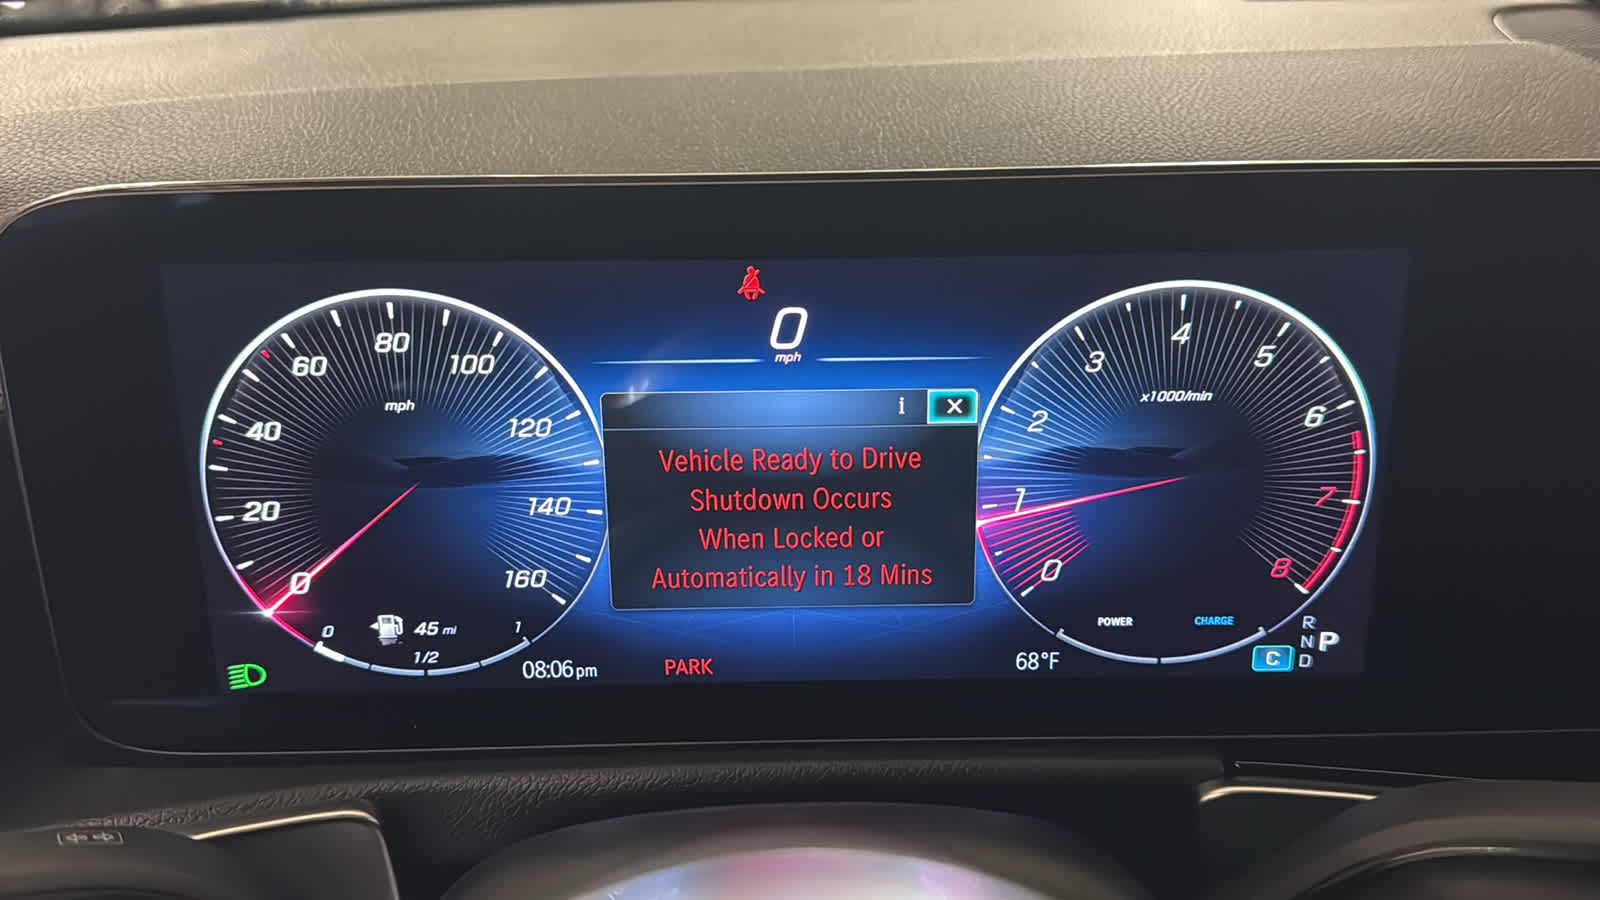 0
mph
80
60
100
mph
40
120
20
140
0
160
0
45 mi
1
1/2
i X
Vehicle Ready to Drive
Shutdown Occurs
When Locked or
Automatically in 18 Mins
4
3
5
x1000/min
2
6
1
7
0
8
POWER
CHARGE
R
N P
C D
08:06 pm
PARK
68°F